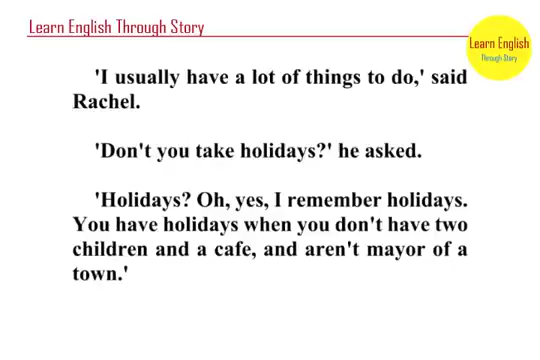 Learn English Through Story
Learn English
Through Story
'I usually have a lot of things to do,' said
Rachel.
'Don't you take holidays?' he asked.
'Holidays? Oh, yes, I remember holidays.
You have holidays when you don't have two
children and a cafe, and aren't mayor of a
town.'